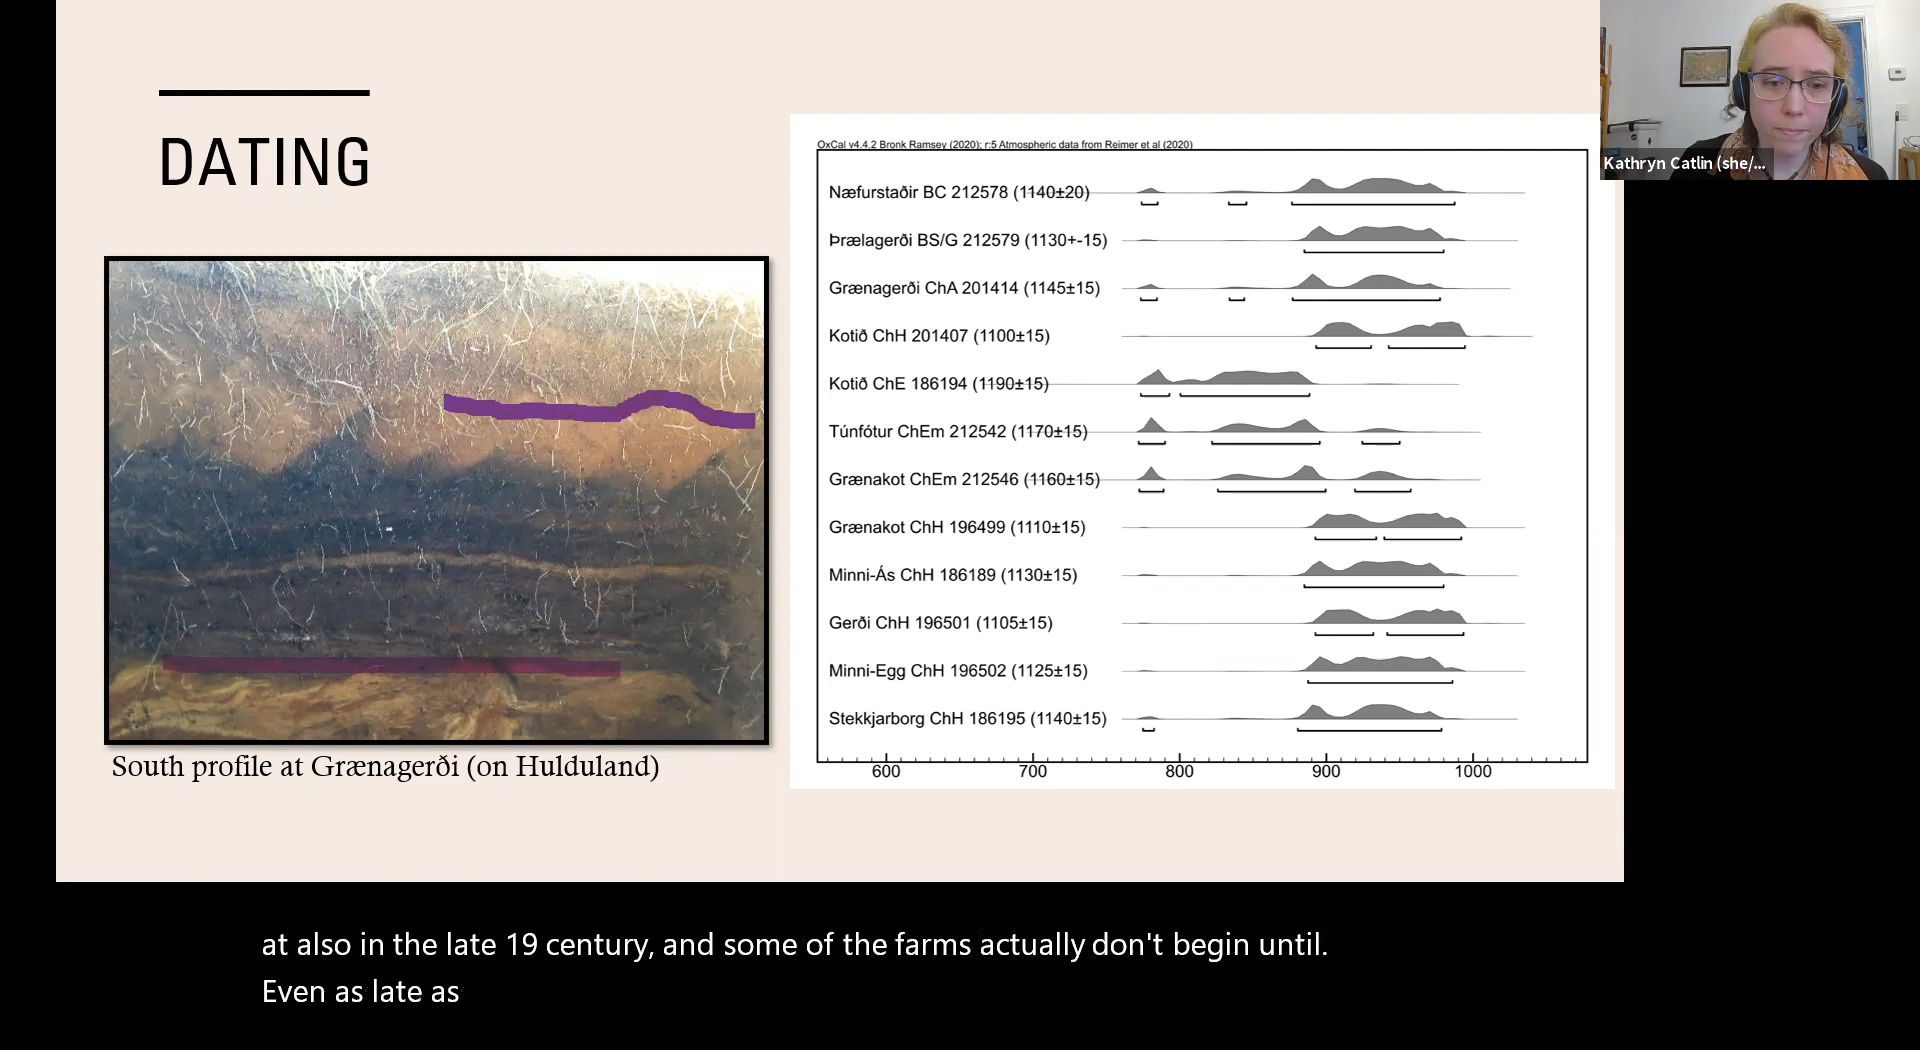 DATING
OxCal v4.4.2 Bronk Ramsey (2020); r:5 Atmospheric data from Reimer et al (2020)
Næfurstaðir BC 212578 (1140±20)
Þrælagerði BS/G 212579 (1130+-15)
Grænagerði ChA 201414 (1145±15)
Kotið ChH 201407 (1100±15)
Kotið ChE 186194 (1190±15)
Túnfótur ChEm 212542 (1170±15)
Grænakot ChEm 212546 (1160±15)
Grænakot ChH 196499 (1110±15)
Minni-Ás ChH 186189 (1130±15)
Gerði ChH 196501 (1105±15)
Minni-Egg ChH 196502 (1125±15)
Stekkjarborg ChH 186195 (1140±15)
600 700 800 900 1000
South profile at Grænagerði (on Hulduland)
Kathryn Catlin (she/...
at also in the late 19 century, and some of the farms actually don't begin until.
Even as late as